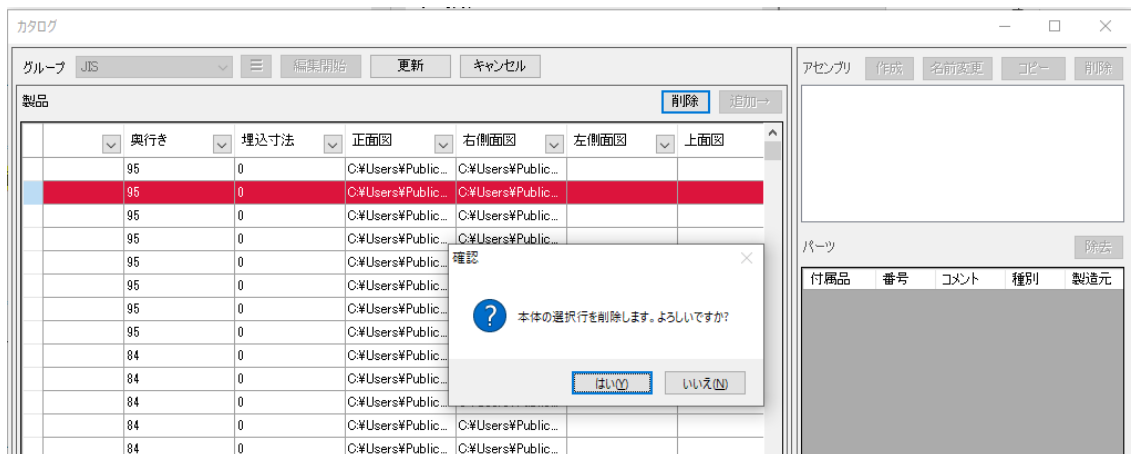 カタログ
グループ JIS 編集開始 更新 キャンセル
製品 削除 追加→
奥行き 埋込寸法 正面図 右側面図 左側面図 上面図
95 0 C:¥Users¥Public... C:¥Users¥Public...
95 0 C:¥Users¥Public... C:¥Users¥Public...
95 0 C:¥Users¥Public... C:¥Users¥Public...
95 0 C:¥Users¥Public... C:¥Users¥Public...
95 0 C:¥Users¥Public...
95 0 C:¥Users¥Public...
95 0 C:¥Users¥Public...
95 0 C:¥Users¥Public...
84 0 C:¥Users¥Public...
84 0 C:¥Users¥Public...
84 0 C:¥Users¥Public...
84 0 C:¥Users¥Public... C:¥Users¥Public...
84 0 C:¥Users¥Public... C:¥Users¥Public...
確認
本体の選択行を削除します。よろしいですか?
はい(Y) いいえ(N)
アセンブリ 作成 名前変更 コピー 削除
パーツ 除去
付属品 番号 コメント 種別 製造元